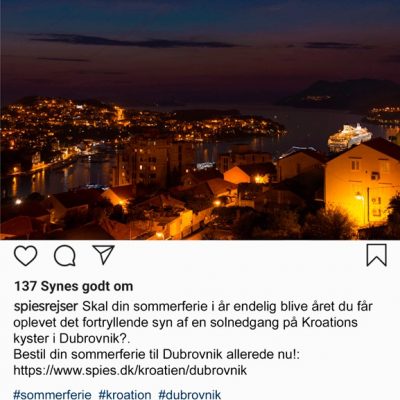 137 Synes godt om
spiesrejser Skal din sommerferie i år endelig blive året du får
oplevet det fortryllende syn af en solnedgang på Kroations
kyster i Dubrovnik?.
Bestil din sommerferie til Dubrovnik allerede nu!:
https://www.spies.dk/kroatien/dubrovnik
#sommerferie #kroation #dubrovnik